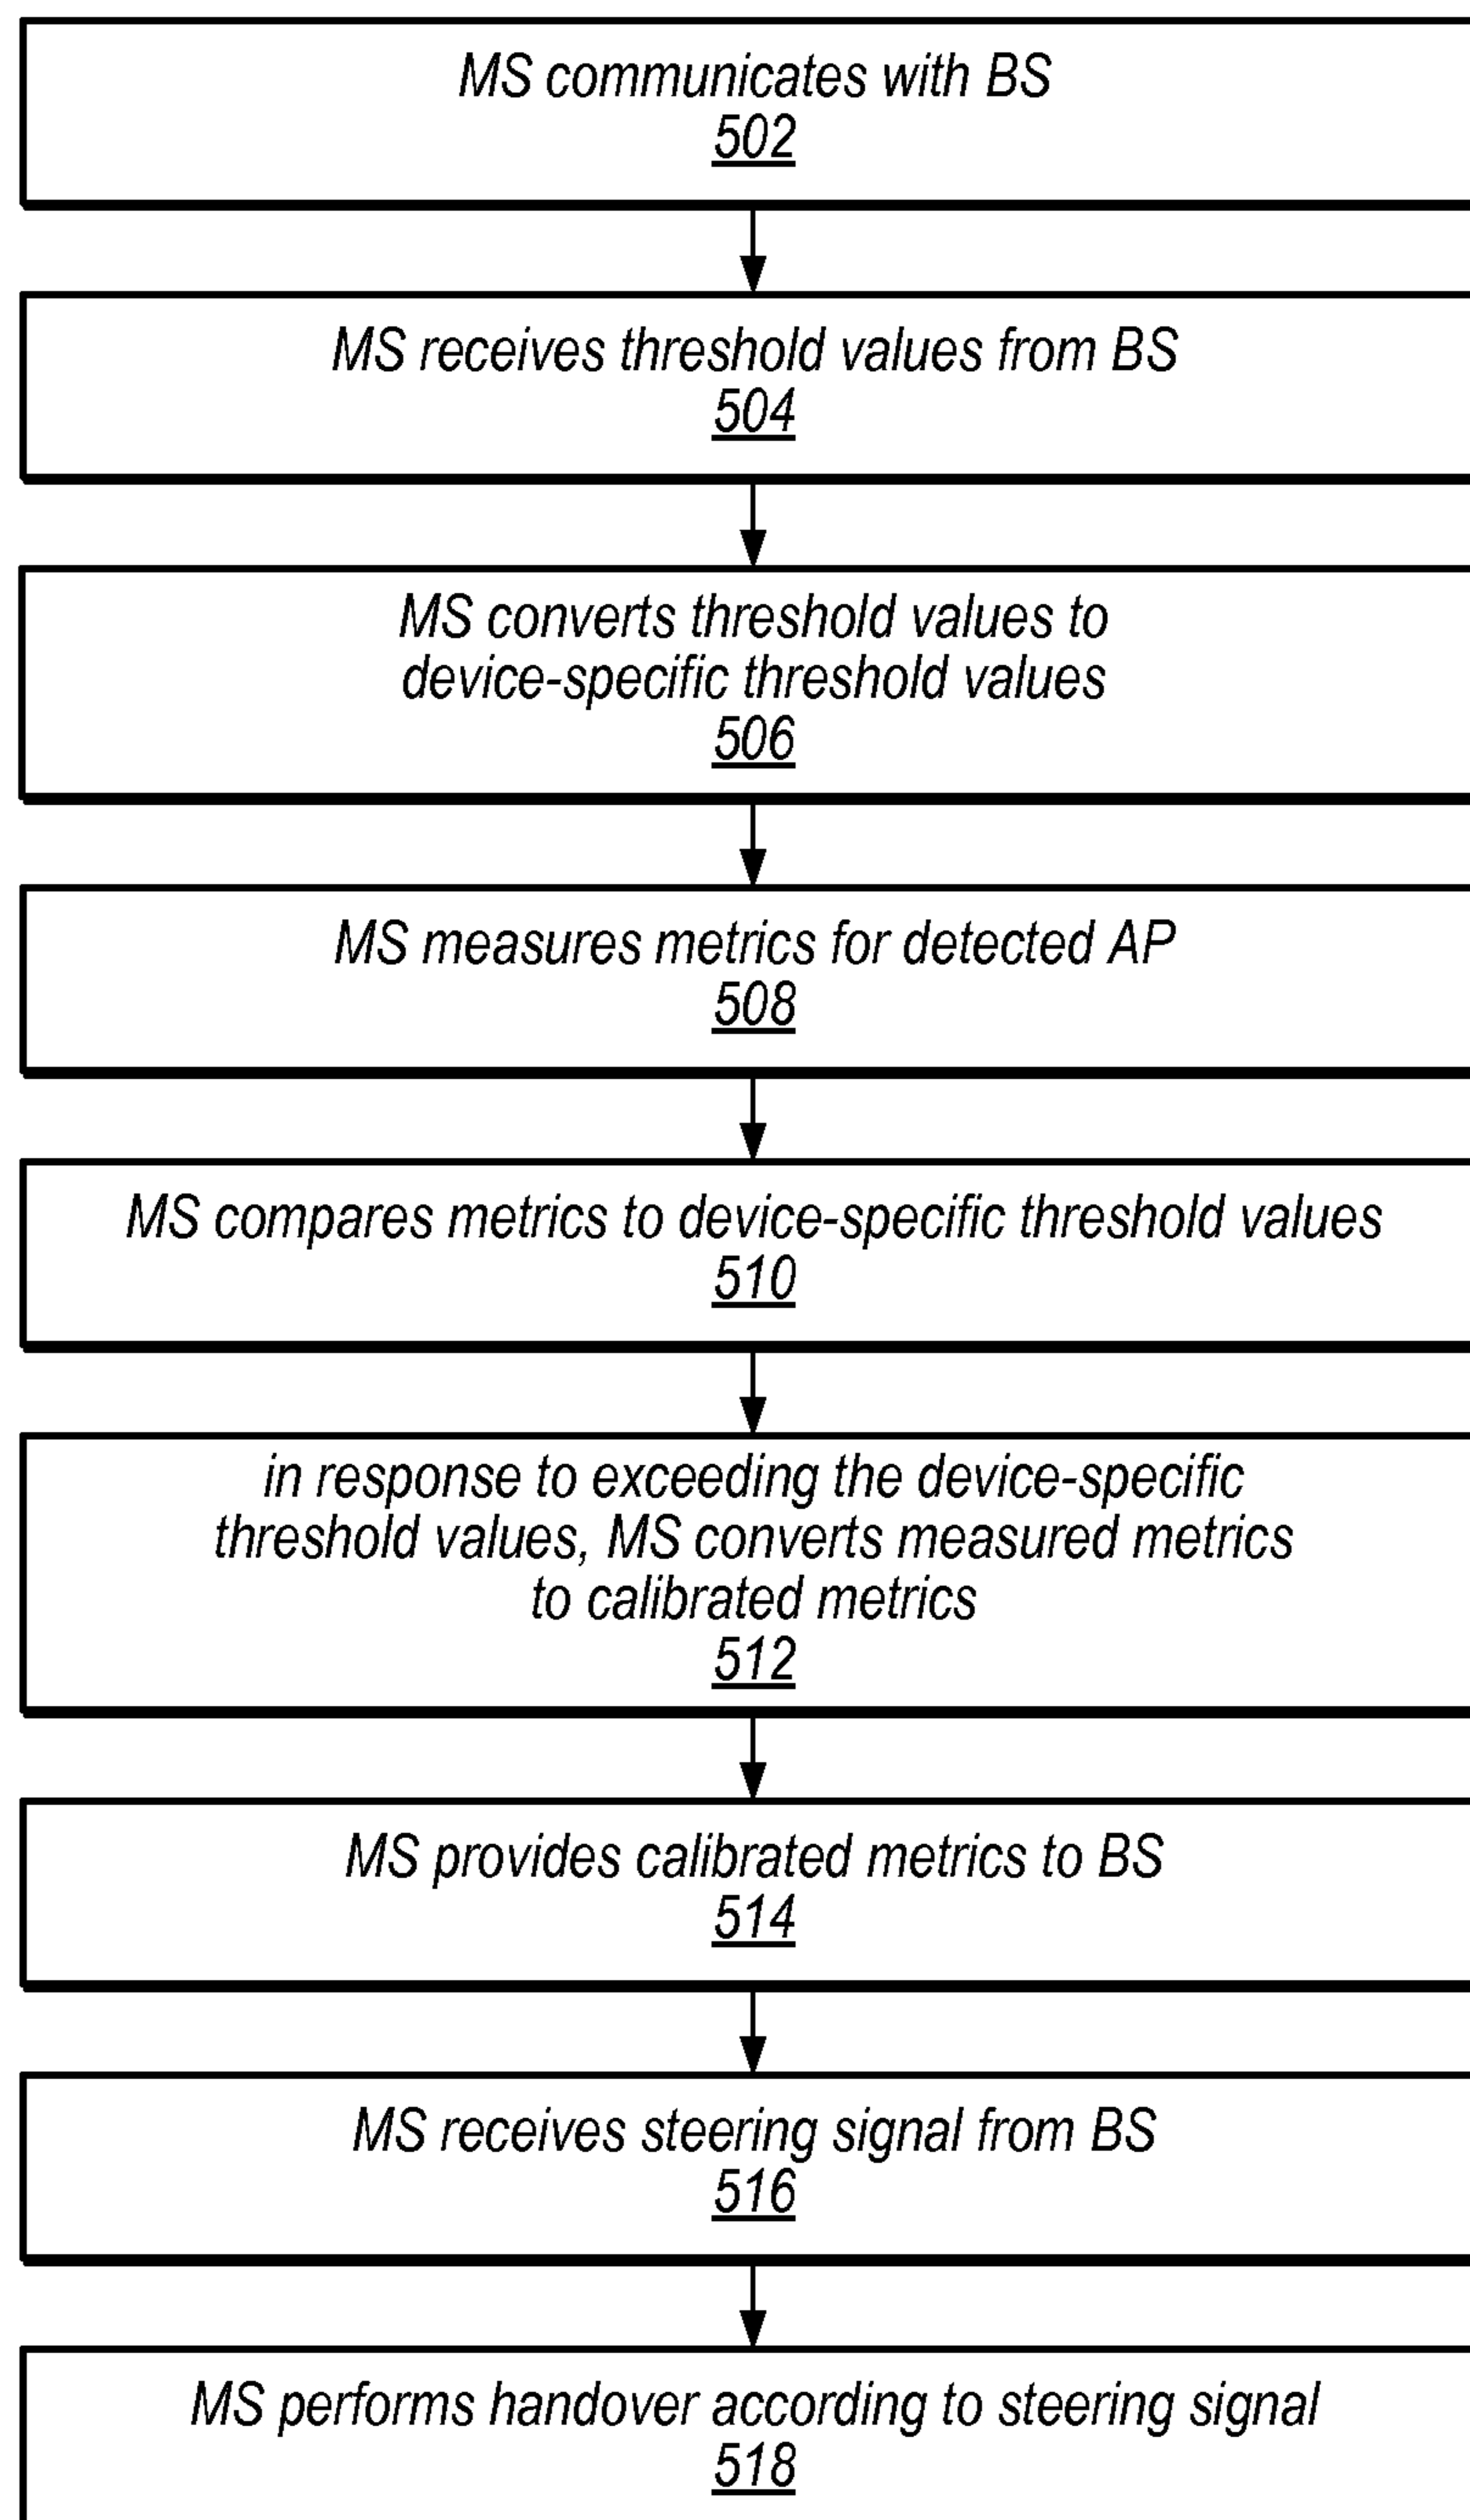 MS communicates with BS
502
MS receives threshold values from BS
504
MS converts threshold values to
device-specific threshold values
506
MS measures metrics for detected AP
508
MS compares metrics to device-specific threshold values
510
in response to exceeding the device-specific
threshold values, MS converts measured metrics
to calibrated metrics
512
MS provides calibrated metrics to BS
514
MS receives steering signal from BS
516
MS performs handover according to steering signal
518